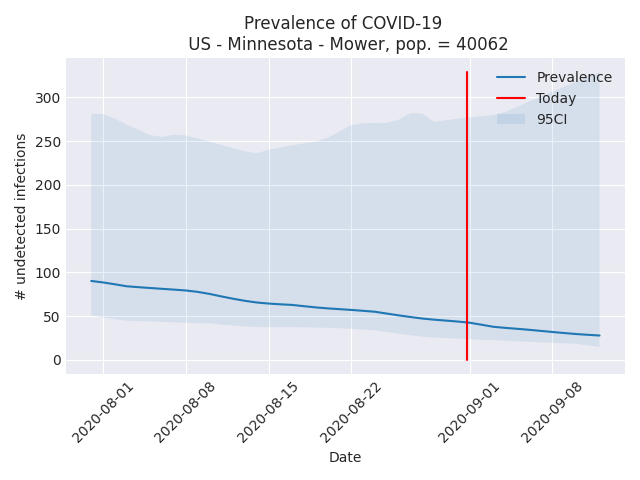 Prevalence of COVID-19
US - Minnesota - Mower, pop. = 40062
Prevalence
Today
95CI
# undetected infections
300
250
200
150
100
50
0
2020-08-01
2020-08-08
2020-08-15
2020-08-22
2020-09-01
2020-09-08
Date